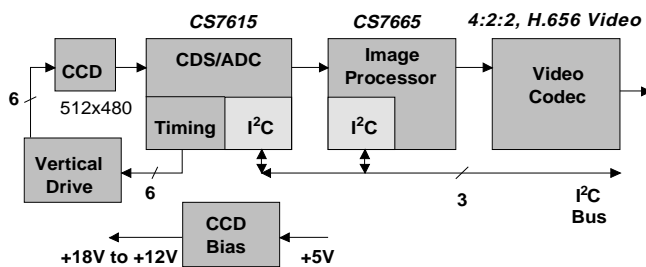 CS7615
CS7665
4:2:2, H.656 Video
CCD
512x480
CDS/ADC
Timing
I²C
Image
Processor
I²C
Video
Codec
6
Vertical
Drive
6
3
I²C
Bus
CCD
Bias
+18V to +12V
+5V